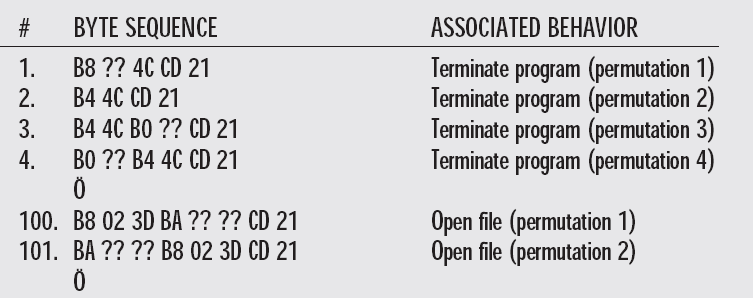 # BYTE SEQUENCE ASSOCIATED BEHAVIOR
1. B8 ?? 4C CD 21 Terminate program (permutation 1)
2. B4 4C CD 21 Terminate program (permutation 2)
3. B4 4C B0 ?? CD 21 Terminate program (permutation 3)
4. B0 ?? B4 4C CD 21 Terminate program (permutation 4)
Ö
100. B8 02 3D BA ?? ?? CD 21 Open file (permutation 1)
101. BA ?? ?? B8 02 3D CD 21 Open file (permutation 2)
Ö